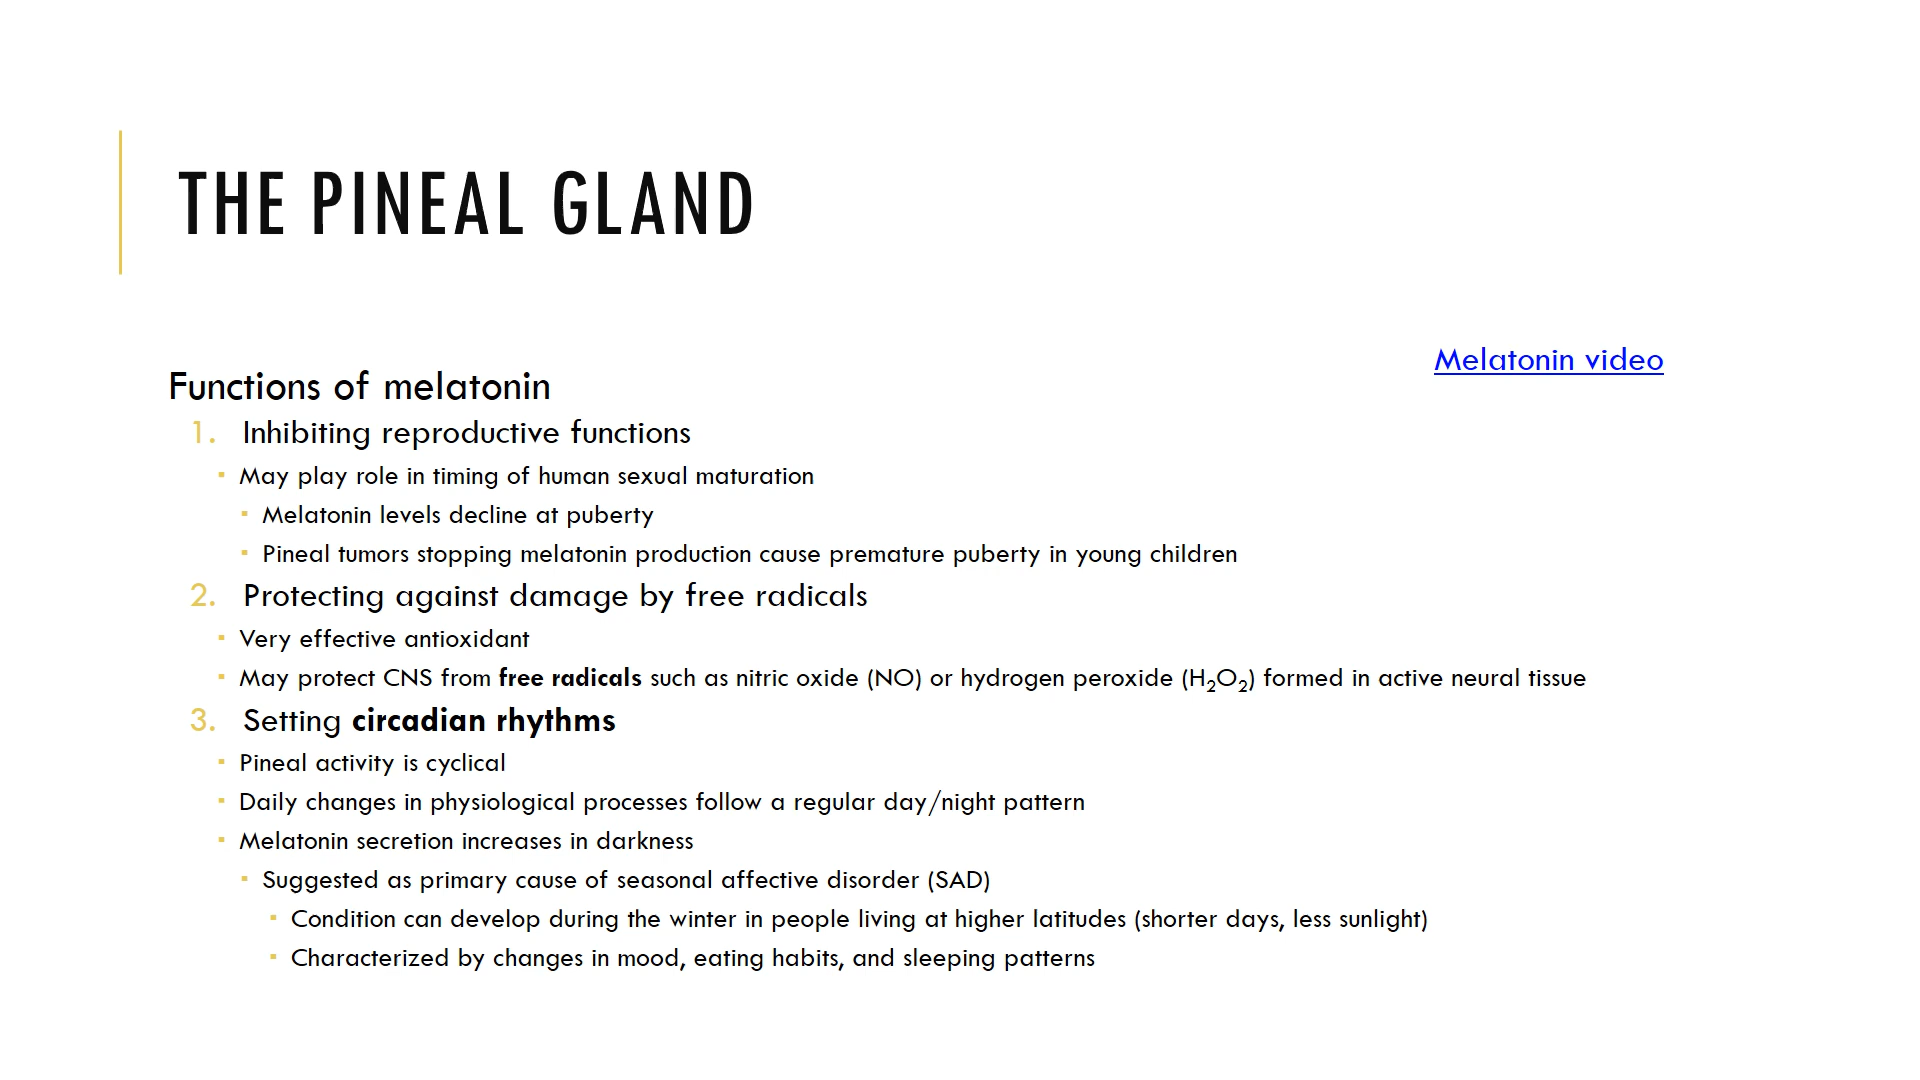 THE PINEAL GLAND
Melatonin video
Functions of melatonin
1. Inhibiting reproductive functions
▪ May play role in timing of human sexual maturation
▪ Melatonin levels decline at puberty
▪ Pineal tumors stopping melatonin production cause premature puberty in young children
2. Protecting against damage by free radicals
▪ Very effective antioxidant
▪ May protect CNS from free radicals such as nitric oxide (NO) or hydrogen peroxide (H₂O₂) formed in active neural tissue
3. Setting circadian rhythms
▪ Pineal activity is cyclical
▪ Daily changes in physiological processes follow a regular day/night pattern
▪ Melatonin secretion increases in darkness
▪ Suggested as primary cause of seasonal affective disorder (SAD)
▪ Condition can develop during the winter in people living at higher latitudes (shorter days, less sunlight)
▪ Characterized by changes in mood, eating habits, and sleeping patterns